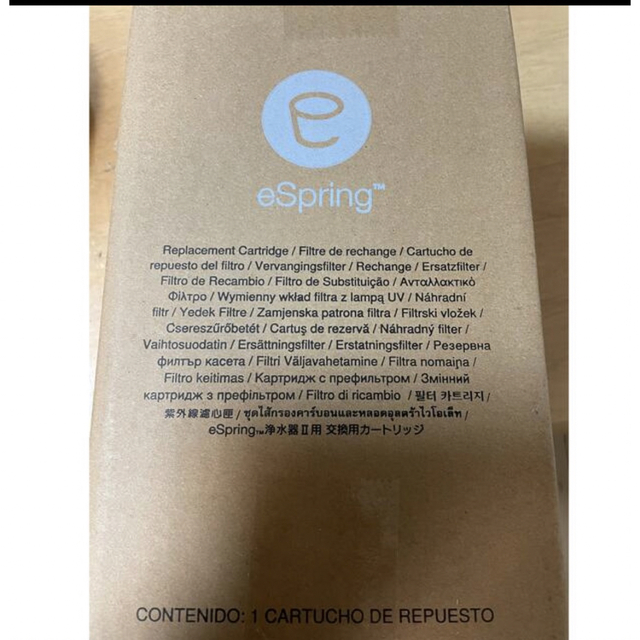 eSpring™
Replacement Cartridge / Filtre de rechange / Cartucho de
repuesto del filtro / Vervangingsfilter / Rechange / Ersatzfilter /
Filtro de Recambio / Filtro de Substituição / Ανταλλακτικό
Φίλτρο / Wymienny wkład filtra z lampą UV / Náhradní
filtr / Yedek Filtre / Zamjenska patrona filtra / Filtrski vložek /
Csereszűrőbetét / Cartuş de rezervă / Náhradný filter /
Vaihtosuodatin / Ersättningsfilter / Erstatningsfilter / Резервна
филтър касета / Filtri Väljavahetamine / Filtra nomaiņa /
Filtro keitimas / Картридж с префильтром / Змінний
картридж з префільтром / Filtro di ricambio / 필터 카트리지 /
紫外線濾心匣 / ชุดไส้กรองคาร์บอนและหลอดอุลตร้าไวโอเล็ท /
eSpring™浄水器Ⅱ用 交換用カートリッジ
CONTENIDO: 1 CARTUCHO DE REPUESTO